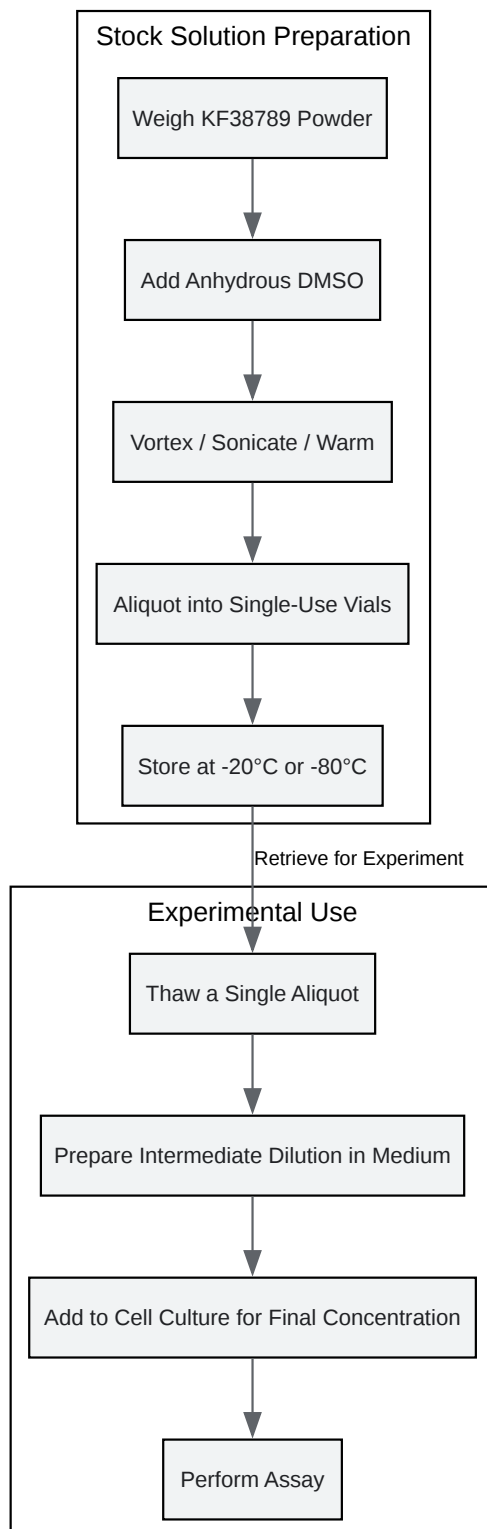 Stock Solution Preparation
Weigh KF38789 Powder
Add Anhydrous DMSO
Vortex / Sonicate / Warm
Aliquot into Single-Use Vials
Store at -20°C or -80°C
Retrieve for Experiment
Experimental Use
Thaw a Single Aliquot
Prepare Intermediate Dilution in Medium
Add to Cell Culture for Final Concentration
Perform Assay